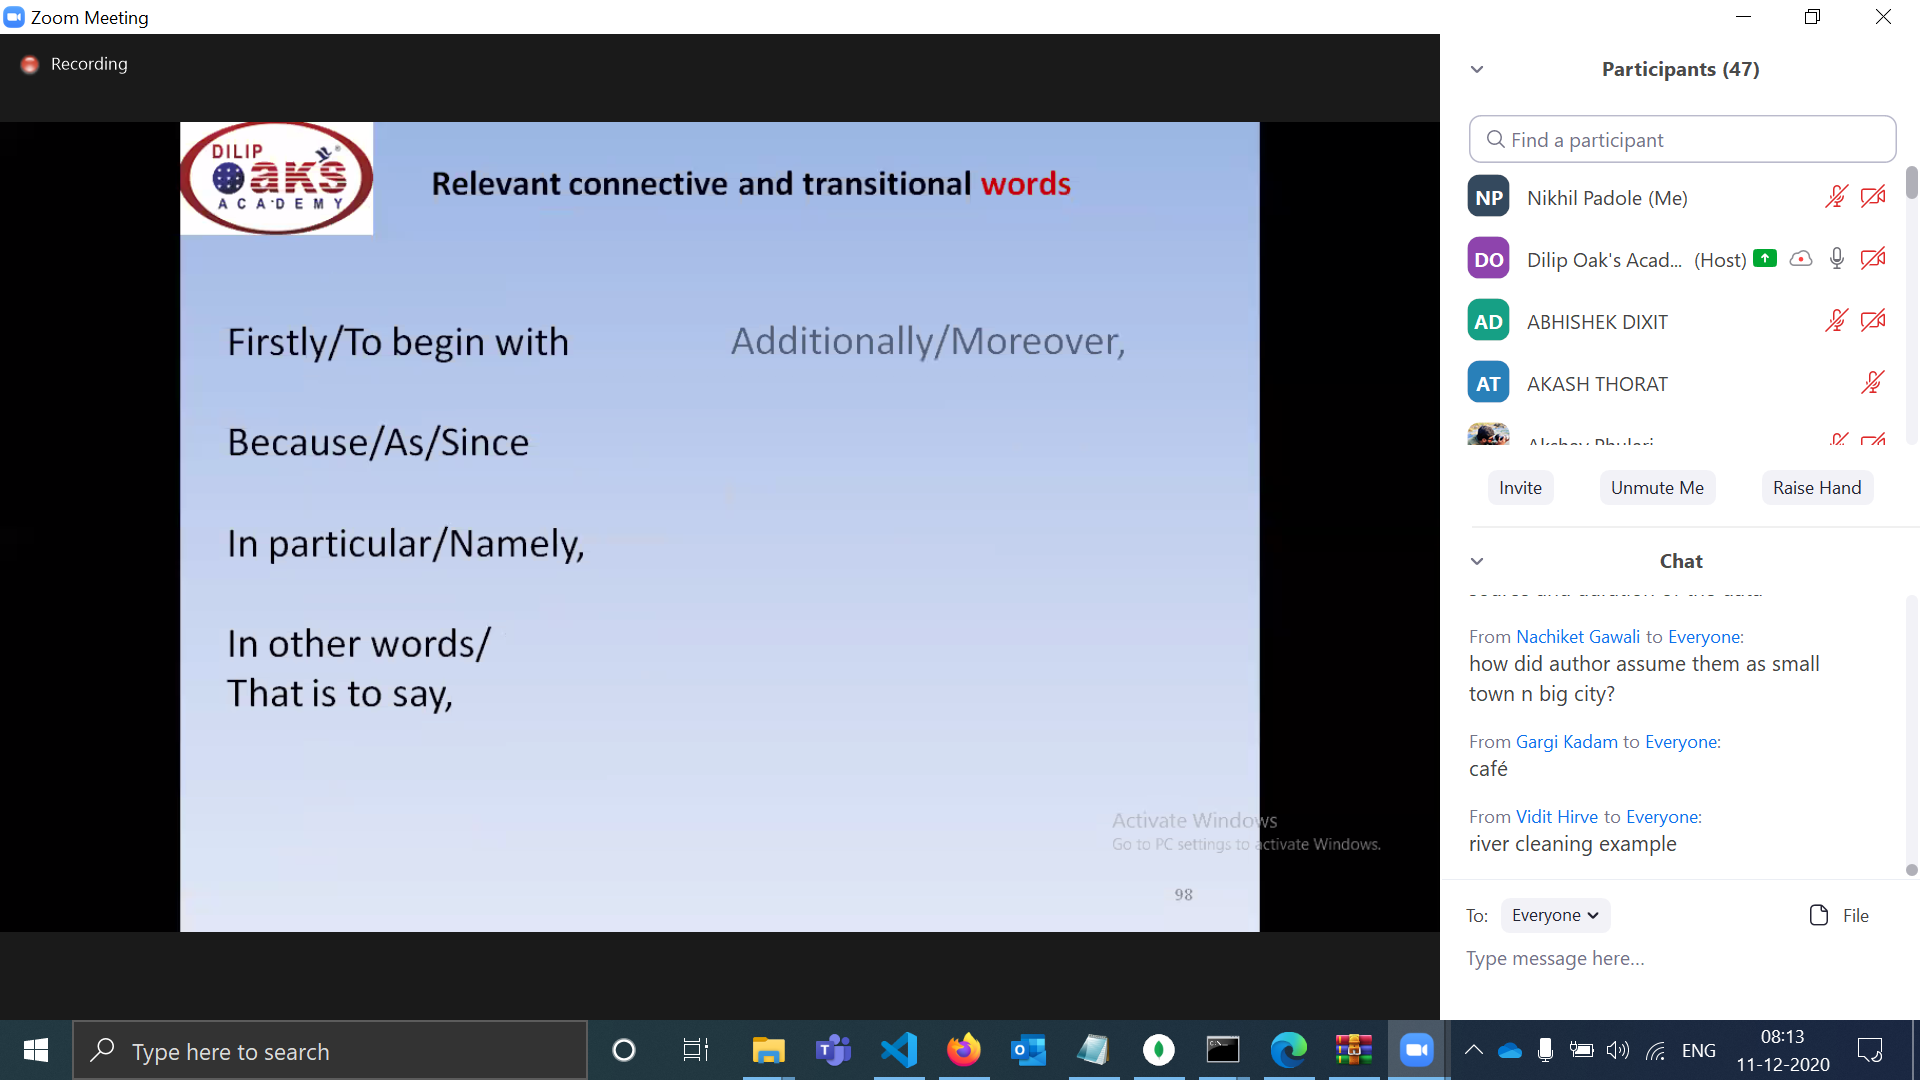 Zoom Meeting
Recording
DILIP
OAKS
ACADEMY
Relevant connective and transitional words
Firstly/To begin with
Additionally/Moreover,
Because/As/Since
In particular/Namely,
In other words/
That is to say,
Activate Windows
Go to PC settings to activate Windows.
98
Participants (47)
Find a participant
NP Nikhil Padole (Me)
DO Dilip Oak's Acad... (Host)
AD ABHISHEK DIXIT
AT AKASH THORAT
Invite Unmute Me Raise Hand
Chat
From Nachiket Gawali to Everyone:
how did author assume them as small
town n big city?
From Gargi Kadam to Everyone:
café
From Vidit Hirve to Everyone:
river cleaning example
To: Everyone File
Type message here...
Type here to search
ENG
08:13
11-12-2020